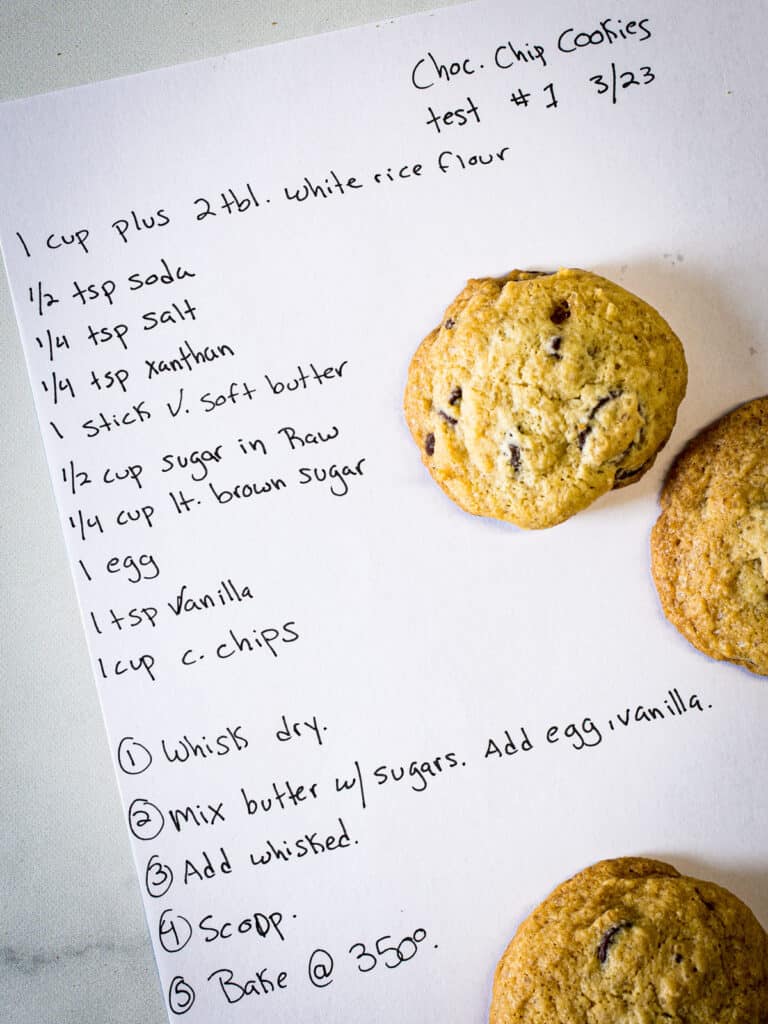 Choc. Chip Cookies
test #1 3/23
1 cup plus 2 tbl. white rice flour
1/2 tsp soda
1/4 tsp salt
1/4 tsp xanthan
1 stick v. soft butter
1/2 cup sugar in Raw
1/4 cup lt. brown sugar
1 egg
1 tsp vanilla
1 cup c. chips
① Whisk dry.
② Mix butter w/ sugars. Add egg, vanilla.
③ Add whisked.
④ Scoop.
⑤ Bake @ 350°.